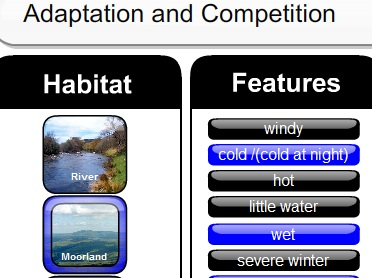 Adaptation and Competition
Habitat
River
Moorland
Features
windy
cold /(cold at night)
hot
little water
wet
severe winter